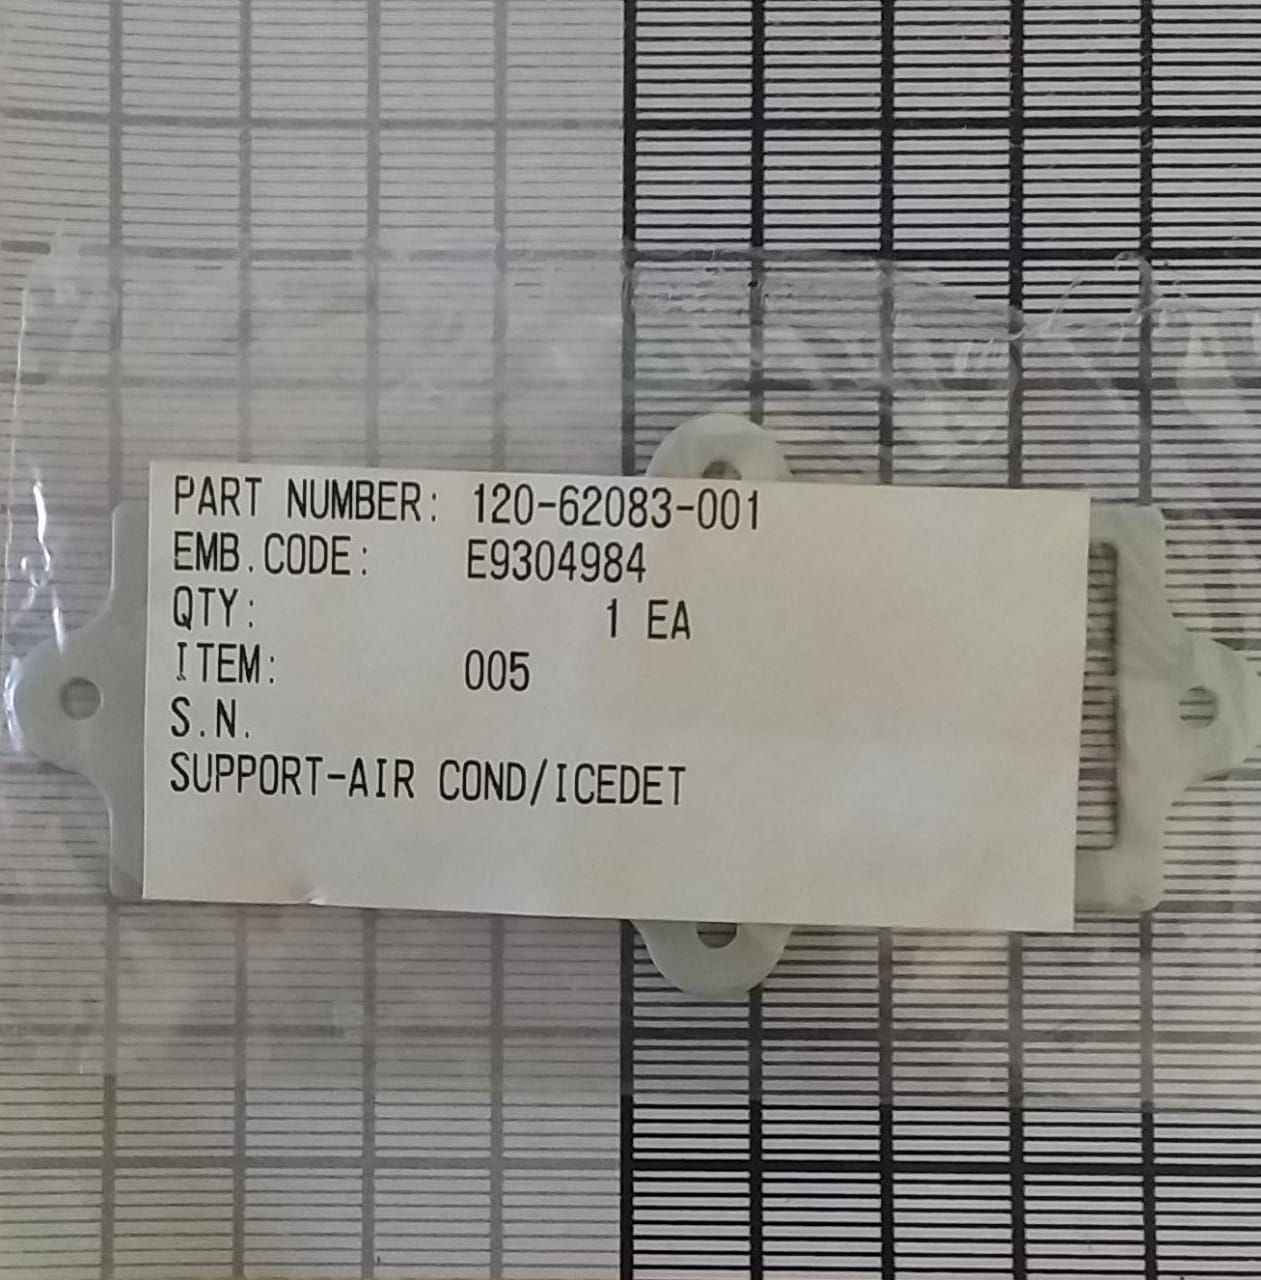 PART NUMBER: 120-62083-001
EMB.CODE: E9304984
QTY: 1 EA
ITEM: 005
S.N.
SUPPORT-AIR COND/ICEDET